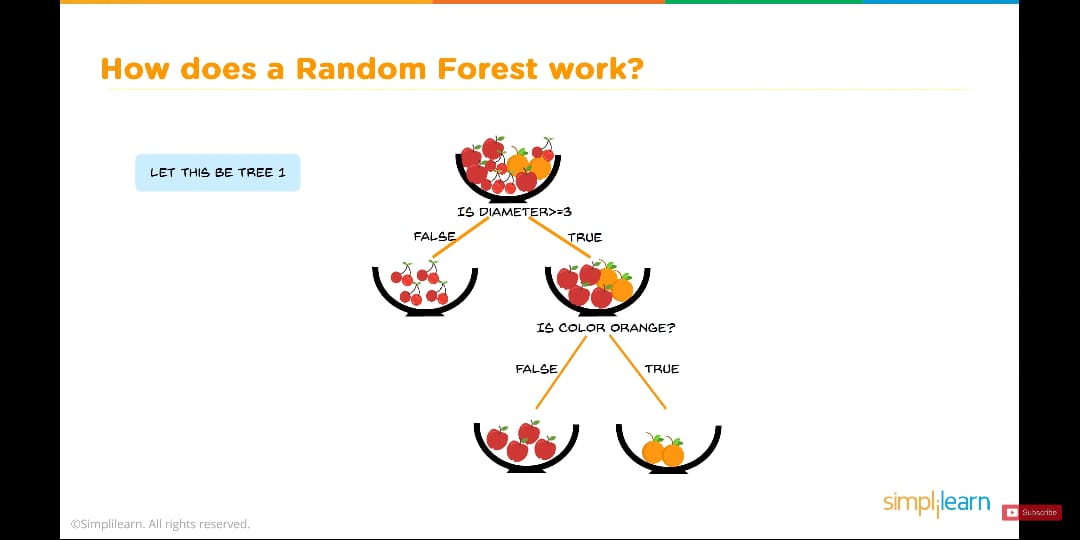 How does a Random Forest work?
LET THIS BE TREE 1
IS DIAMETER>=3
FALSE
TRUE
IS COLOR ORANGE?
FALSE
TRUE
simplilearn
Subscribe
©Simplilearn. All rights reserved.